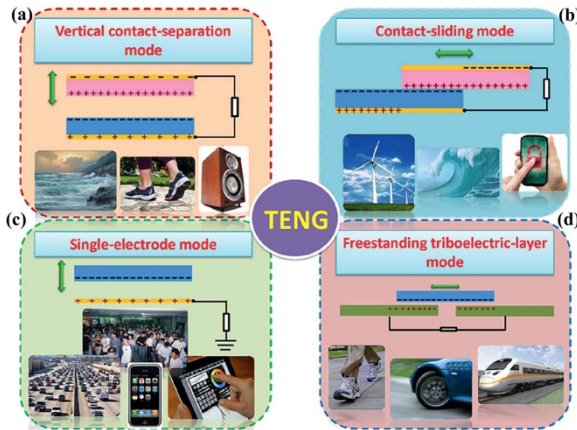 (a)
Vertical contact-separation
mode
(b)
Contact-sliding mode
TENG
(c)
Single-electrode mode
(d)
Freestanding triboelectric-layer
mode